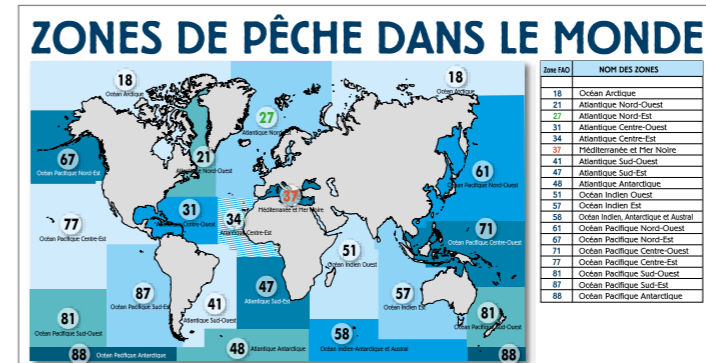 ZONES DE PÊCHE DANS LE MONDE
18
Océan Arctique
18
Océan Arctique
27
Atlantique Nord-Est
67
Océan Pacifique Nord-Est
21
Atlantique Nord-Ouest
61
Océan Pacifique Nord-Ouest
37
Méditerranée et Mer Noire
31
Atlantique Centre-Ouest
34
Atlantique Centre-Est
77
Océan Pacifique Centre-Est
71
Océan Pacifique Centre-Ouest
51
Océan Indien Ouest
87
Océan Pacifique Sud-Est
41
Atlantique Sud-Ouest
47
Atlantique Sud-Est
57
Océan Indien Est
81
Océan Pacifique Sud-Ouest
81
Océan Pacifique Sud-Ouest
58
Océan Indien-Antarctique et Austral
48 Atlantique Antarctique
88 Océan Pacifique Antarctique
88
Zone FAO NOM DES ZONES
18 Océan Arctique
21 Atlantique Nord-Ouest
27 Atlantique Nord-Est
31 Atlantique Centre-Ouest
34 Atlantique Centre-Est
37 Méditerranée et Mer Noire
41 Atlantique Sud-Ouest
47 Atlantique Sud-Est
48 Atlantique Antarctique
51 Océan Indien Ouest
57 Océan Indien Est
58 Océan Indien, Antarctique et Austral
61 Océan Pacifique Nord-Ouest
67 Océan Pacifique Nord-Est
71 Océan Pacifique Centre-Ouest
77 Océan Pacifique Centre-Est
81 Océan Pacifique Sud-Ouest
87 Océan Pacifique Sud-Est
88 Océan Pacifique Antarctique